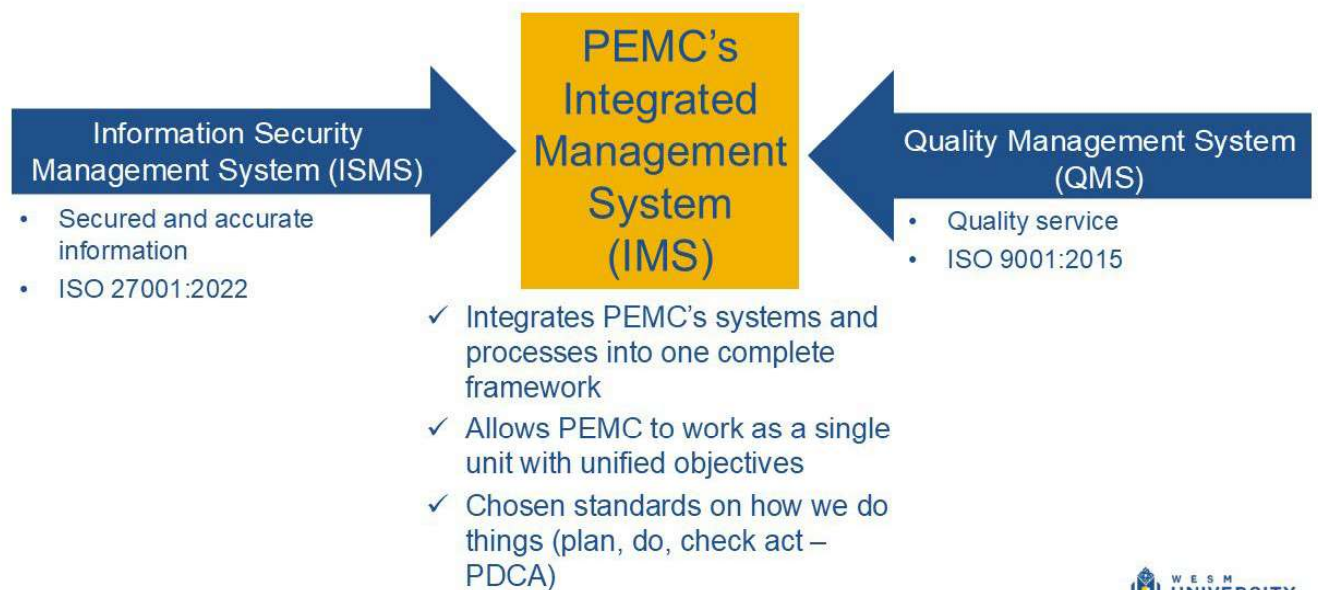 PEMC's
Integrated
Management
System
(IMS)
Information Security
Management System (ISMS)
• Secured and accurate
information
• ISO 27001:2022
Quality Management System
(QMS)
• Quality service
• ISO 9001:2015
✓ Integrates PEMC's systems and
processes into one complete
framework
✓ Allows PEMC to work as a single
unit with unified objectives
✓ Chosen standards on how we do
things (plan, do, check act –
PDCA)
WESM
UNIVERSITY